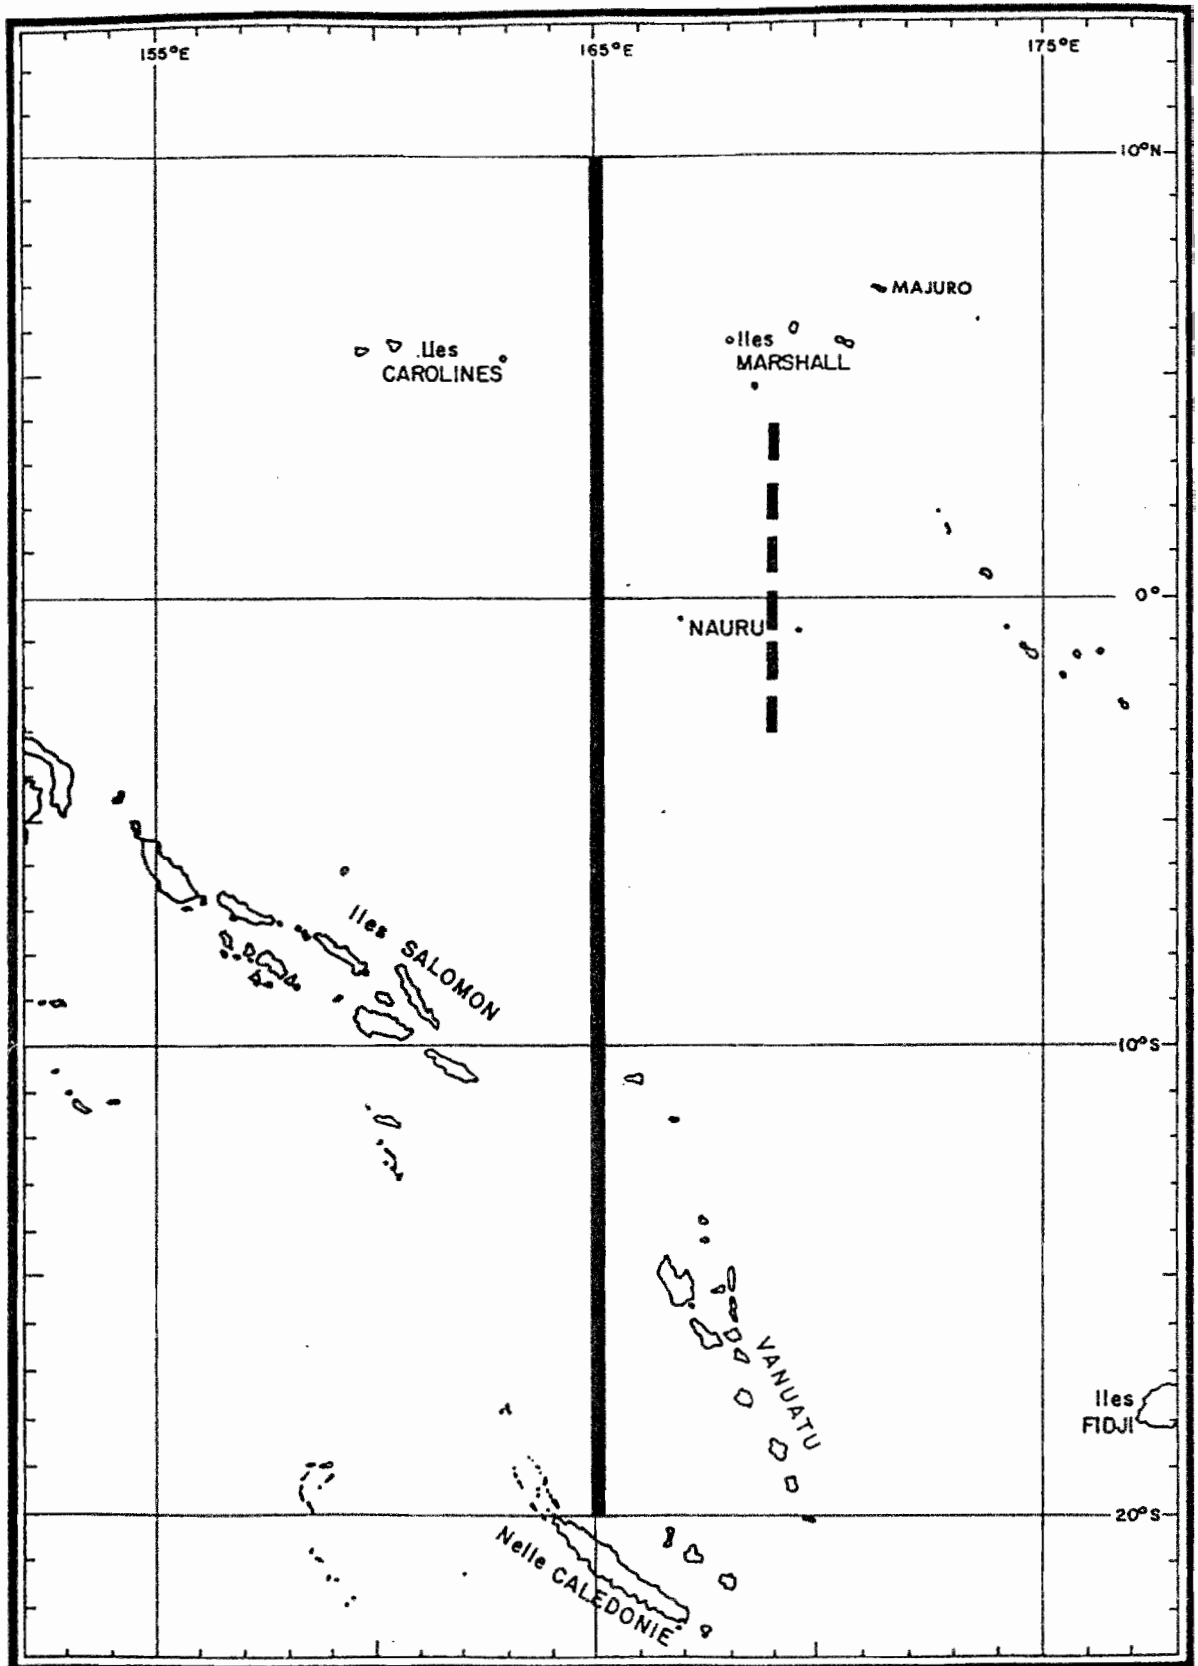 155°E
165°E
175°E
10°N
MAJURO
Iles
CAROLINES
Iles
MARSHALL
0°
NAURU
Iles SALOMON
10°S
VANUATU
Iles
FIDJI
20°S
Nelle CALEDONIE